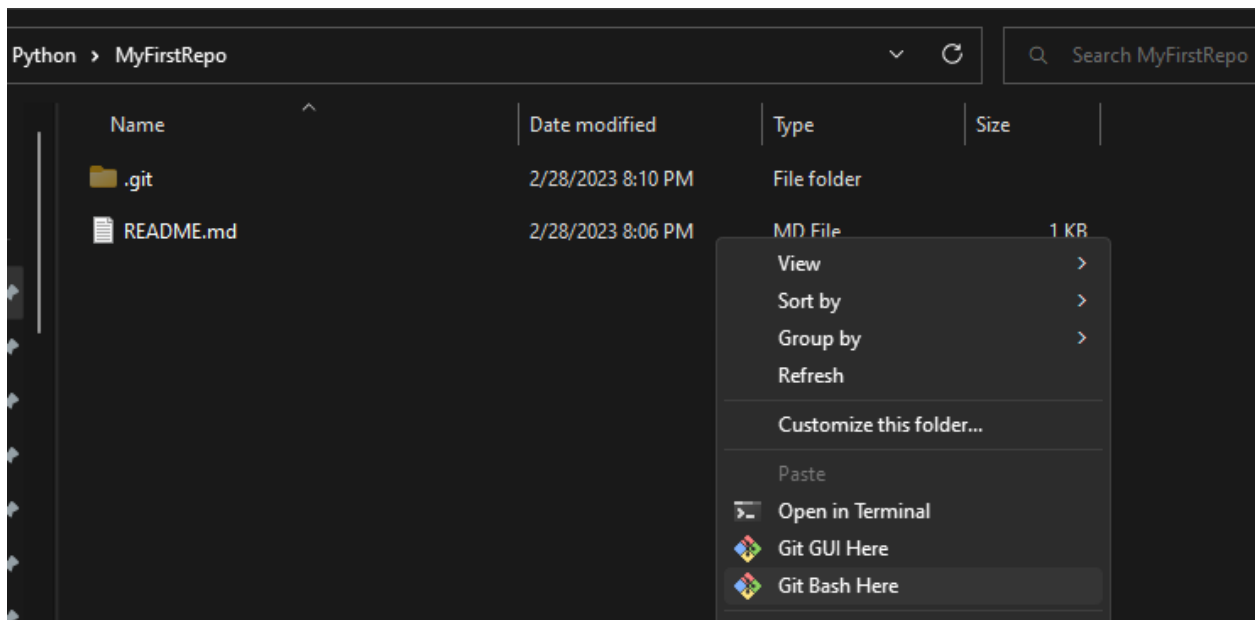 Python > MyFirstRepo
Search MyFirstRepo
Name Date modified Type Size
.git 2/28/2023 8:10 PM File folder
README.md 2/28/2023 8:06 PM MD File 1 KB
View
Sort by
Group by
Refresh
Customize this folder...
Paste
Open in Terminal
Git GUI Here
Git Bash Here